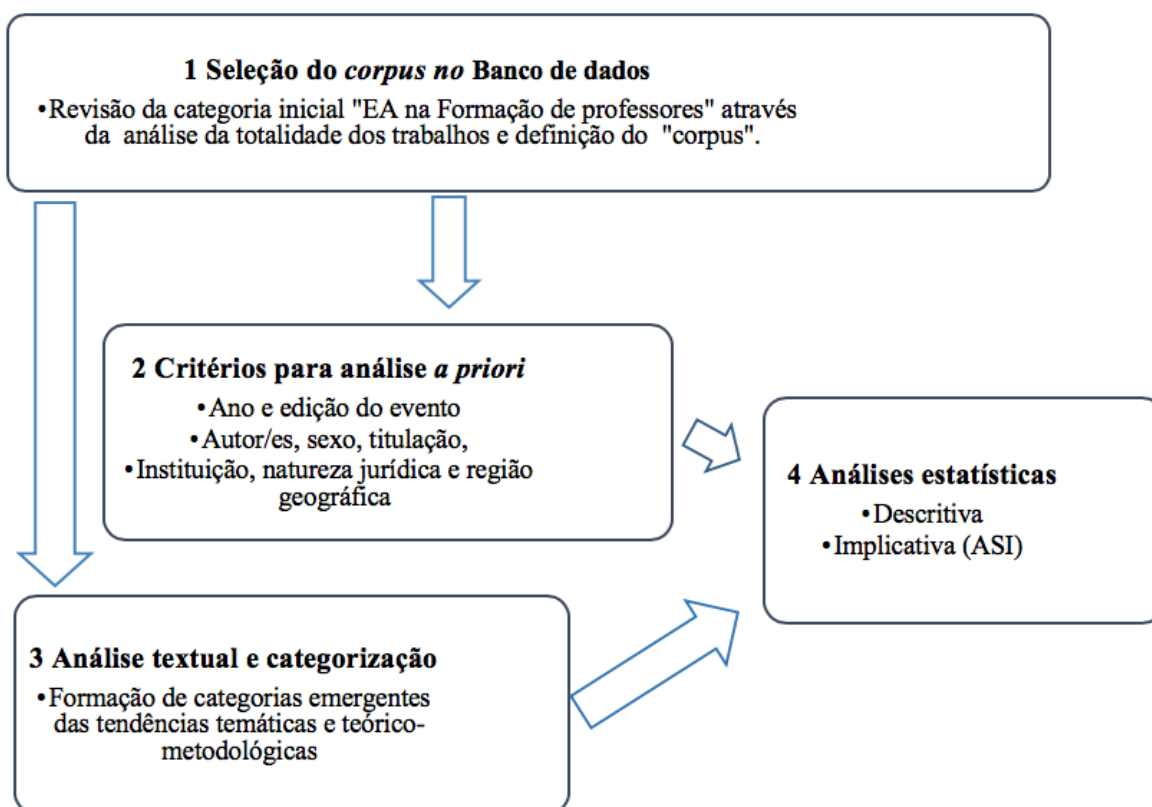 1 Seleção do corpus no Banco de dados
•Revisão da categoria inicial "EA na Formação de professores" através
da análise da totalidade dos trabalhos e definição do "corpus".
2 Critérios para análise a priori
•Ano e edição do evento
•Autor/es, sexo, titulação,
•Instituição, natureza jurídica e região
geográfica
4 Análises estatísticas
•Descritiva
•Implicativa (ASI)
3 Análise textual e categorização
•Formação de categorias emergentes
das tendências temáticas e teórico-
metodológicas